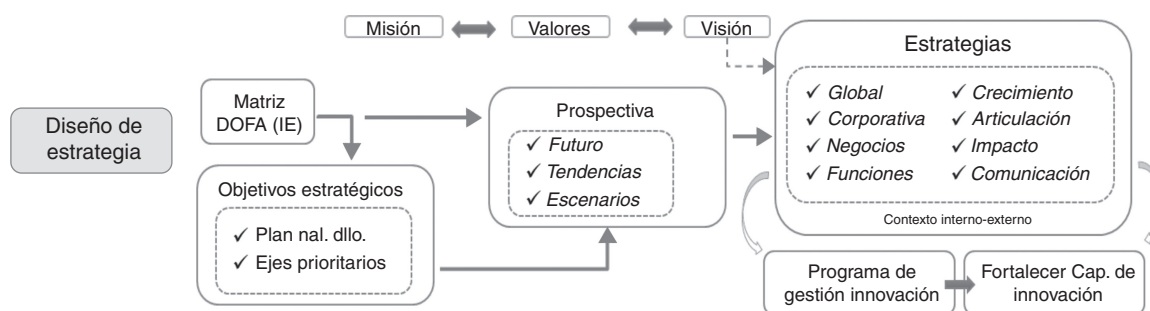 Misión
Valores
Visión
Diseño de
estrategia
Matriz
DOFA (IE)
Objetivos estratégicos
✓ Plan nal. dllo.
✓ Ejes prioritarios
Prospectiva
✓ Futuro
✓ Tendencias
✓ Escenarios
Estrategias
✓ Global
✓ Corporativa
✓ Negocios
✓ Funciones
✓ Crecimiento
✓ Articulación
✓ Impacto
✓ Comunicación
Contexto interno-externo
Programa de
gestión innovación
Fortalecer Cap. de
innovación